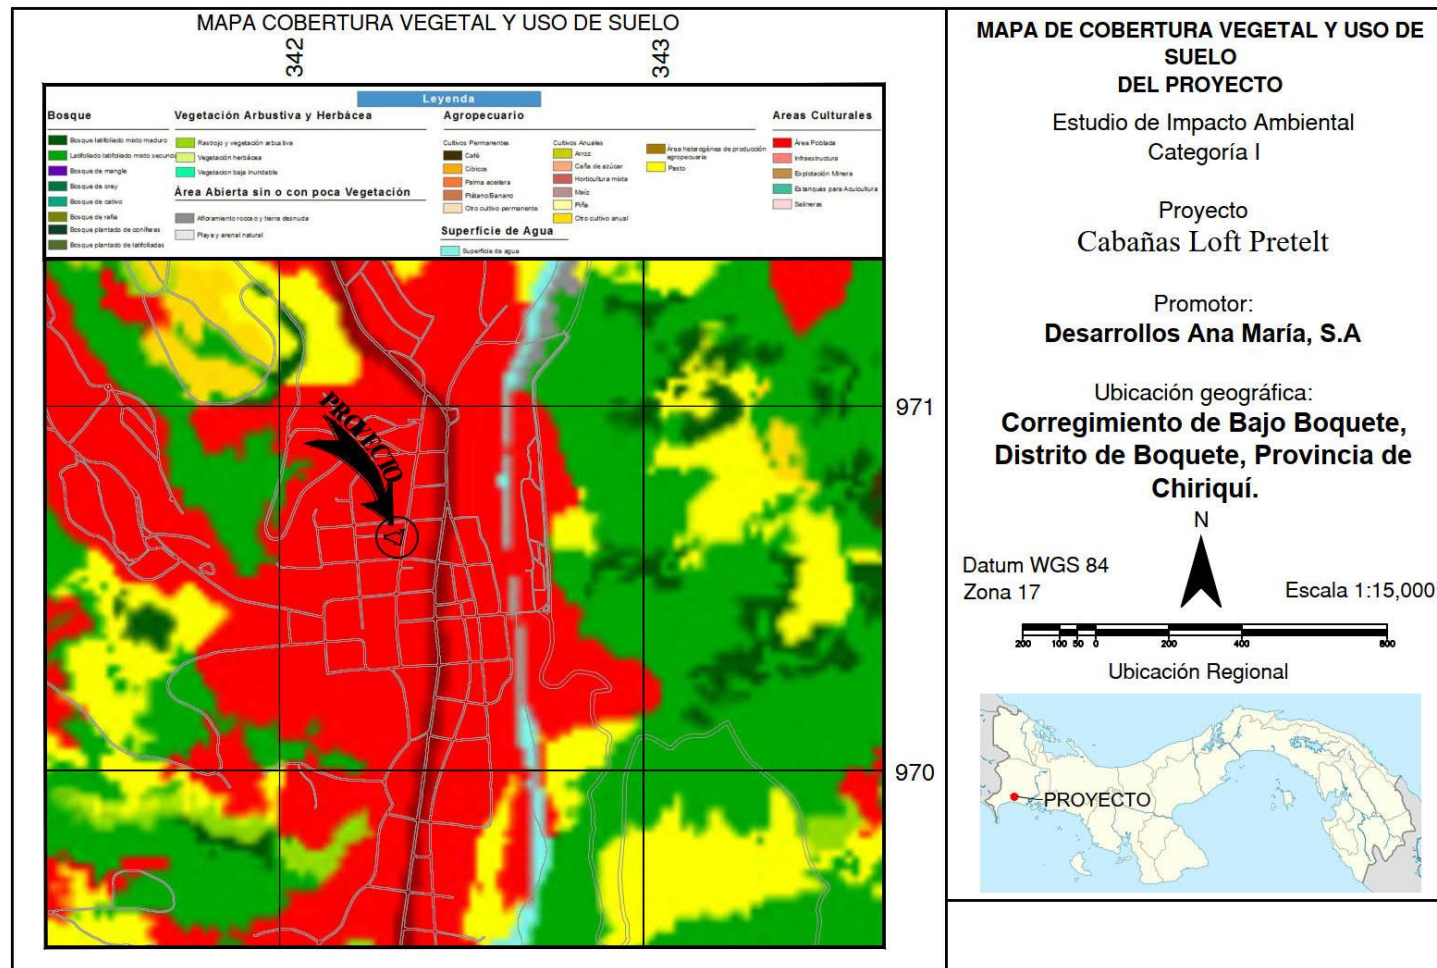 MAPA COBERTURA VEGETAL Y USO DE SUELO
342
343
Leyenda
Bosque
Bosque latifoliado mixto maduro
Latifoliado latifoliado mixto secund
Bosque de mangle
Bosque de orey
Bosque de cativo
Bosque de rafia
Bosque plantado de coníferas
Bosque plantado de latifoliadas
Vegetación Arbustiva y Herbácea
Rastrojo y vegetación arbustiva
Vegetación herbácea
Vegetacion baja inundable
Área Abierta sin o con poca Vegetación
Afloramiento rocoso y tierra desnuda
Playa y arenal natural
Agropecuario
Cultivos Permanentes
Café
Cítricos
Palma aceitera
Plátano/Banano
Otro cultivo permanente
Cultivos Anuales
Arroz
Caña de azúcar
Horticultura mixta
Maíz
Piña
Otro cultivo anual
Área heterogénea de producción
agropecuaria
Pasto
Superficie de Agua
Superficie de agua
Areas Culturales
Área Poblada
Infraestructura
Explotación Minera
Estanques para Acuicultura
Salineras
PROYECTO
971
970
MAPA DE COBERTURA VEGETAL Y USO DE
SUELO
DEL PROYECTO
Estudio de Impacto Ambiental
Categoría I
Proyecto
Cabañas Loft Pretelt
Promotor:
Desarrollos Ana María, S.A
Ubicación geográfica:
Corregimiento de Bajo Boquete,
Distrito de Boquete, Provincia de
Chiriquí.
N
Datum WGS 84
Zona 17
Escala 1:15,000
200 100 50 0 200 400 800
Ubicación Regional
PROYECTO